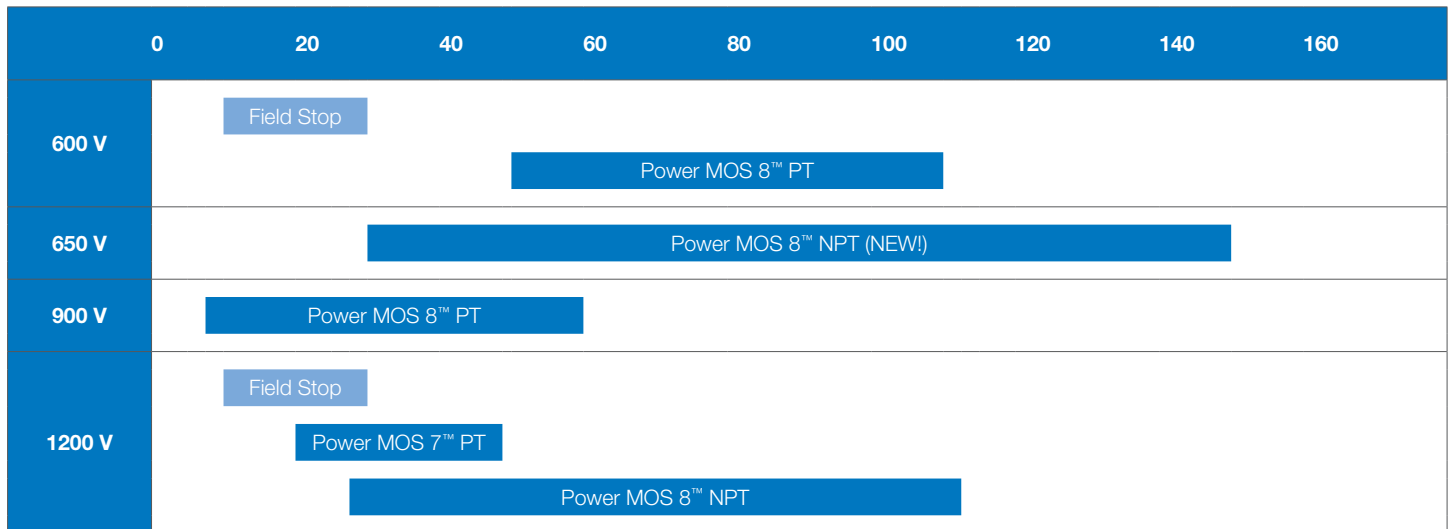 0 20 40 60 80 100 120 140 160
600 V
Field Stop
Power MOS 8™ PT
650 V
Power MOS 8™ NPT (NEW!)
900 V
Power MOS 8™ PT
1200 V
Field Stop
Power MOS 7™ PT
Power MOS 8™ NPT